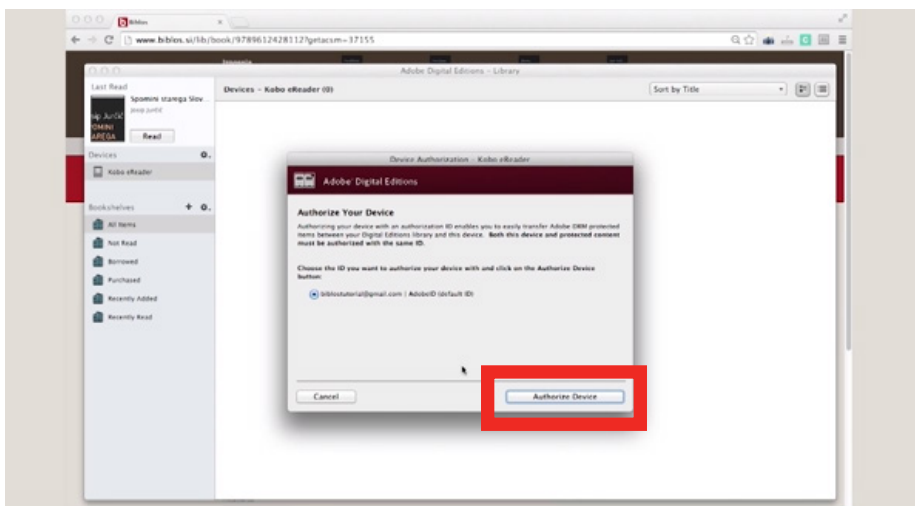 Biblos
www.biblos.si/lib/book/9789612428112?getacsm=37155
Adobe Digital Editions - Library
Last Read
Spomini starega Slov
Josip Jurčič
Read
Devices - Kobo eReader (0)
Sort by Title
Devices
Kobo eReader
Bookshelves
All Items
Not Read
Borrowed
Purchased
Recently Added
Recently Read
Device Authorization - Kobo eReader
Adobe® Digital Editions
Authorize Your Device
Authorizing your device with an authorization ID enables you to easily transfer Adobe DRM protected
items between your Digital Editions library and this device. Both this device and protected content
must be authorized with the same ID.
Choose the ID you want to authorize your device with and click on the Authorize Device
button:
biblostutorial@gmail.com | AdobeID (default ID)
Cancel
Authorize Device